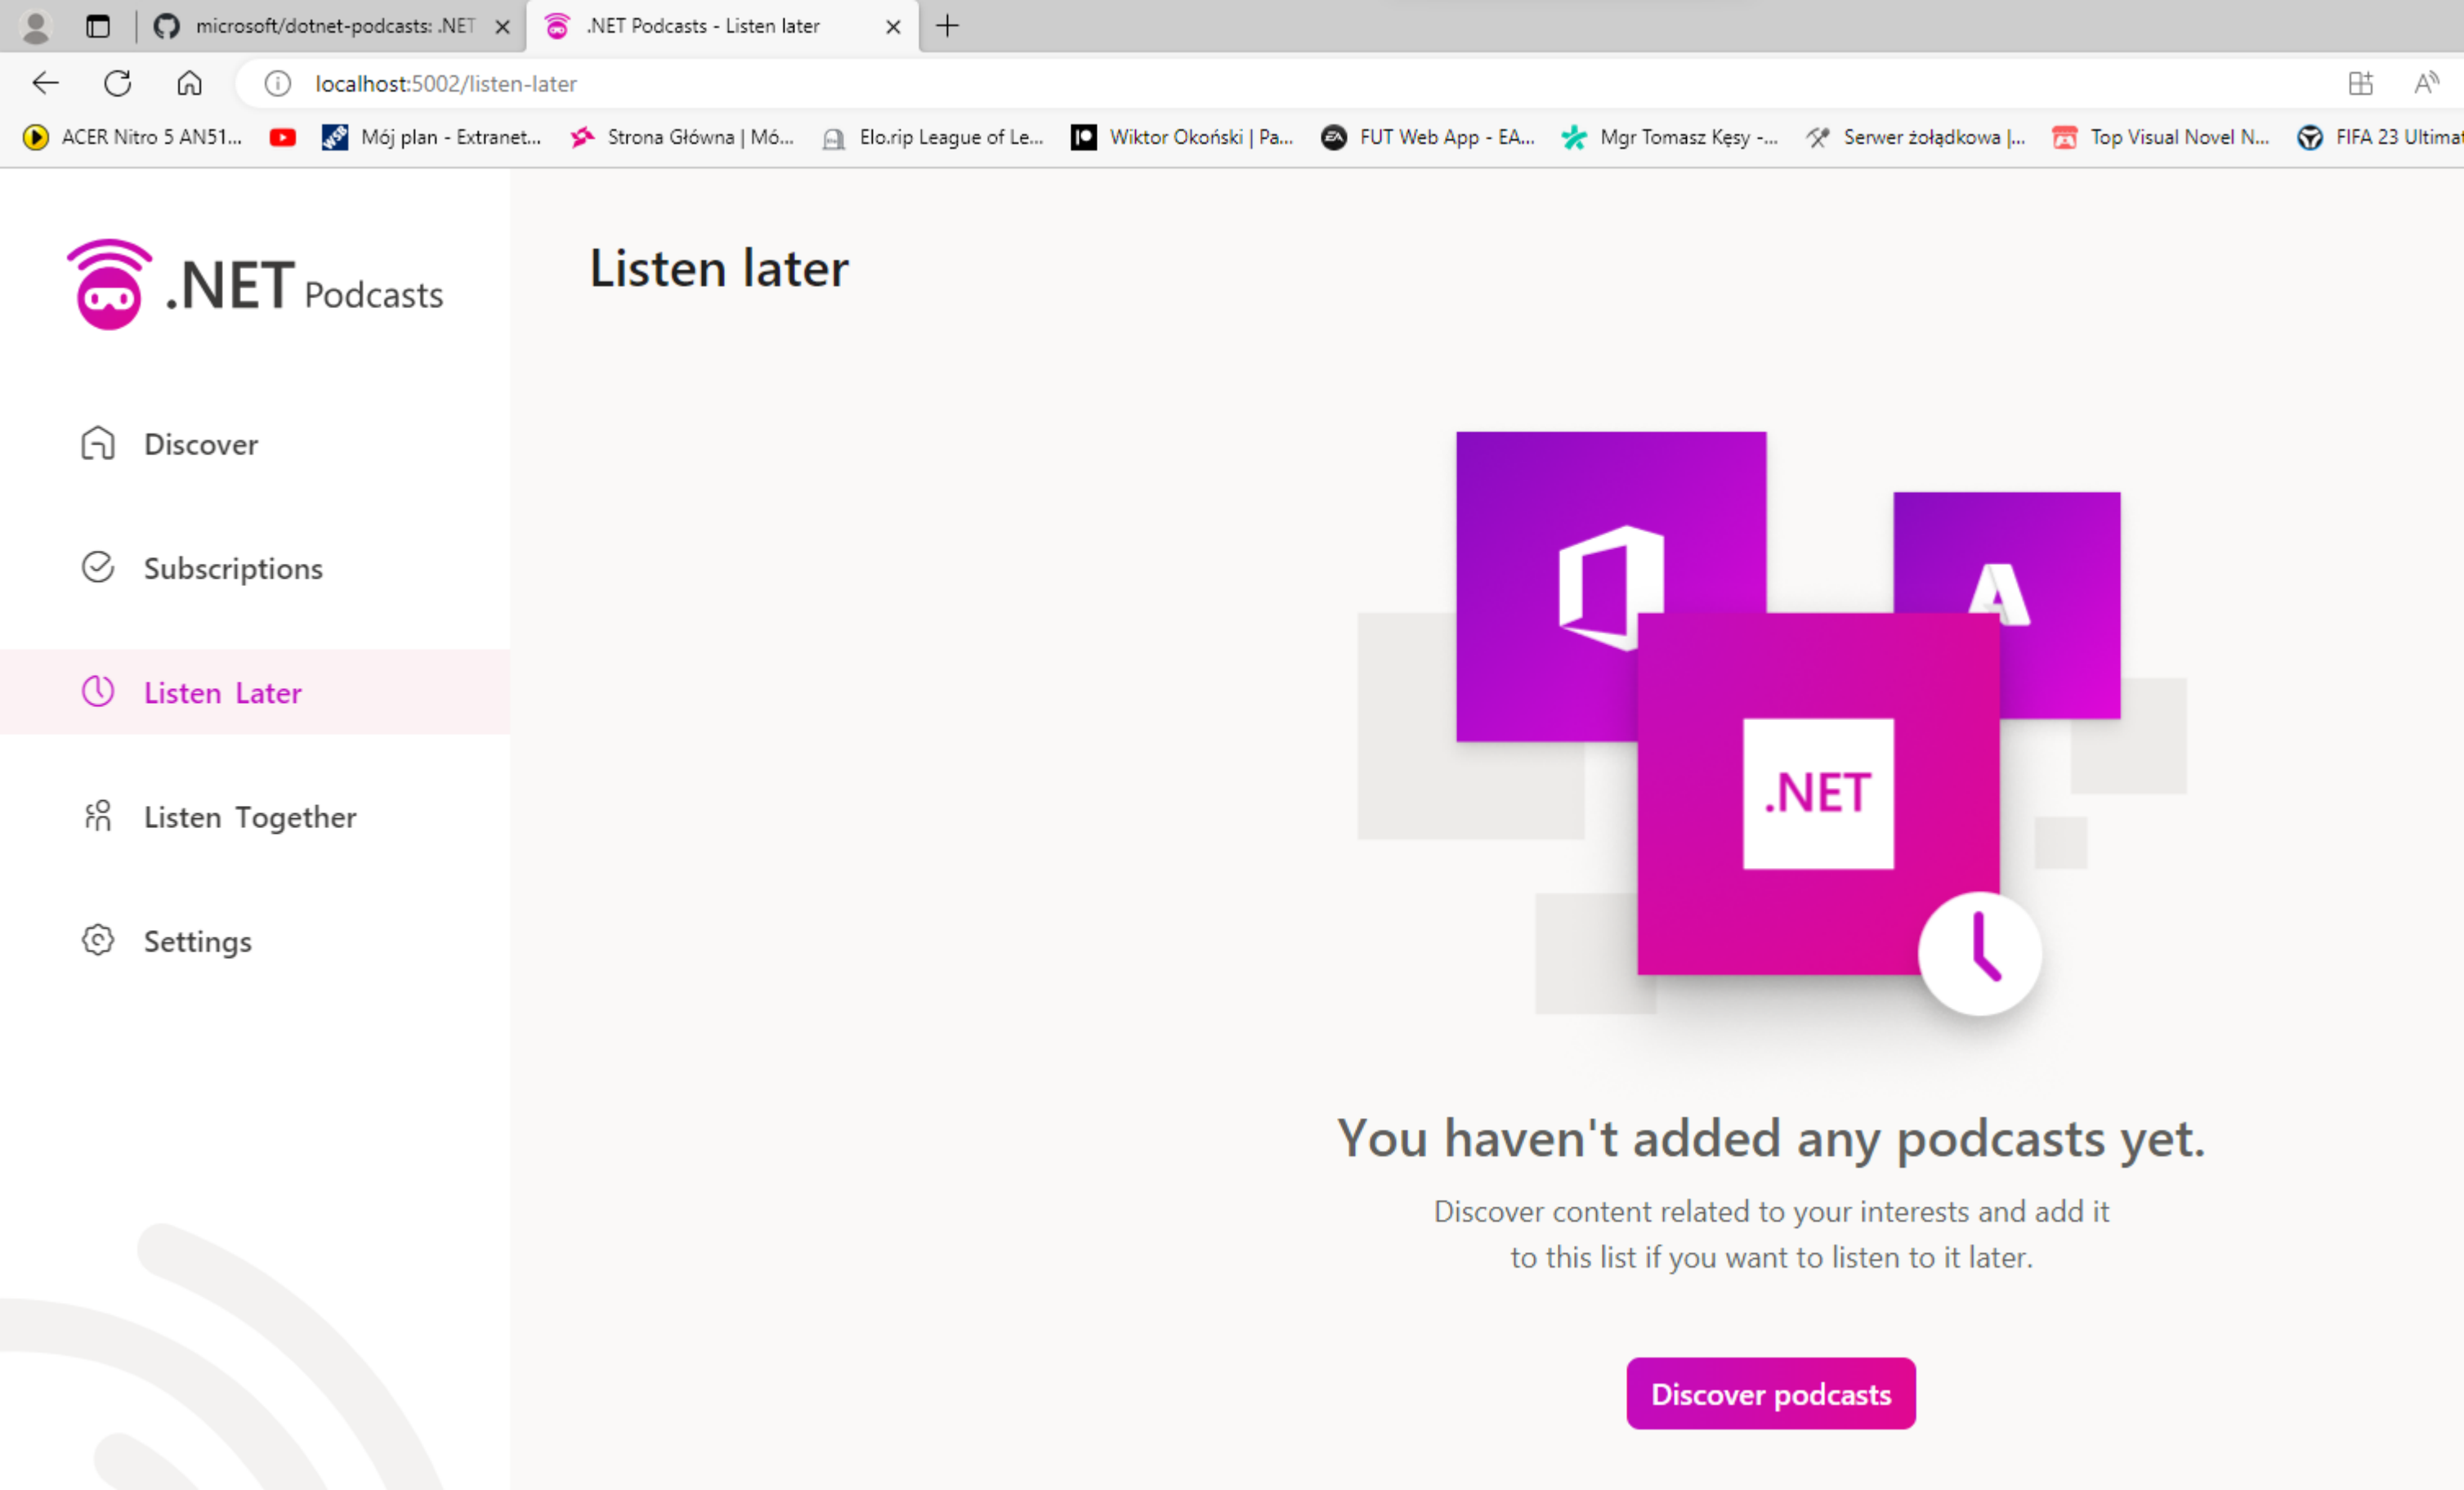 microsoft/dotnet-podcasts: .NET
.NET Podcasts - Listen later
localhost:5002/listen-later
ACER Nitro 5 AN51... Mój plan - Extranet... Strona Główna | Mó... Elo.rip League of Le... Wiktor Okoński | Pa... FUT Web App - EA... Mgr Tomasz Kęsy -... Serwer żołądkowa |... Top Visual Novel N... FIFA 23 Ultimat
.NET Podcasts
Listen later
Discover
Subscriptions
Listen Later
Listen Together
Settings
.NET
You haven't added any podcasts yet.
Discover content related to your interests and add it
to this list if you want to listen to it later.
Discover podcasts